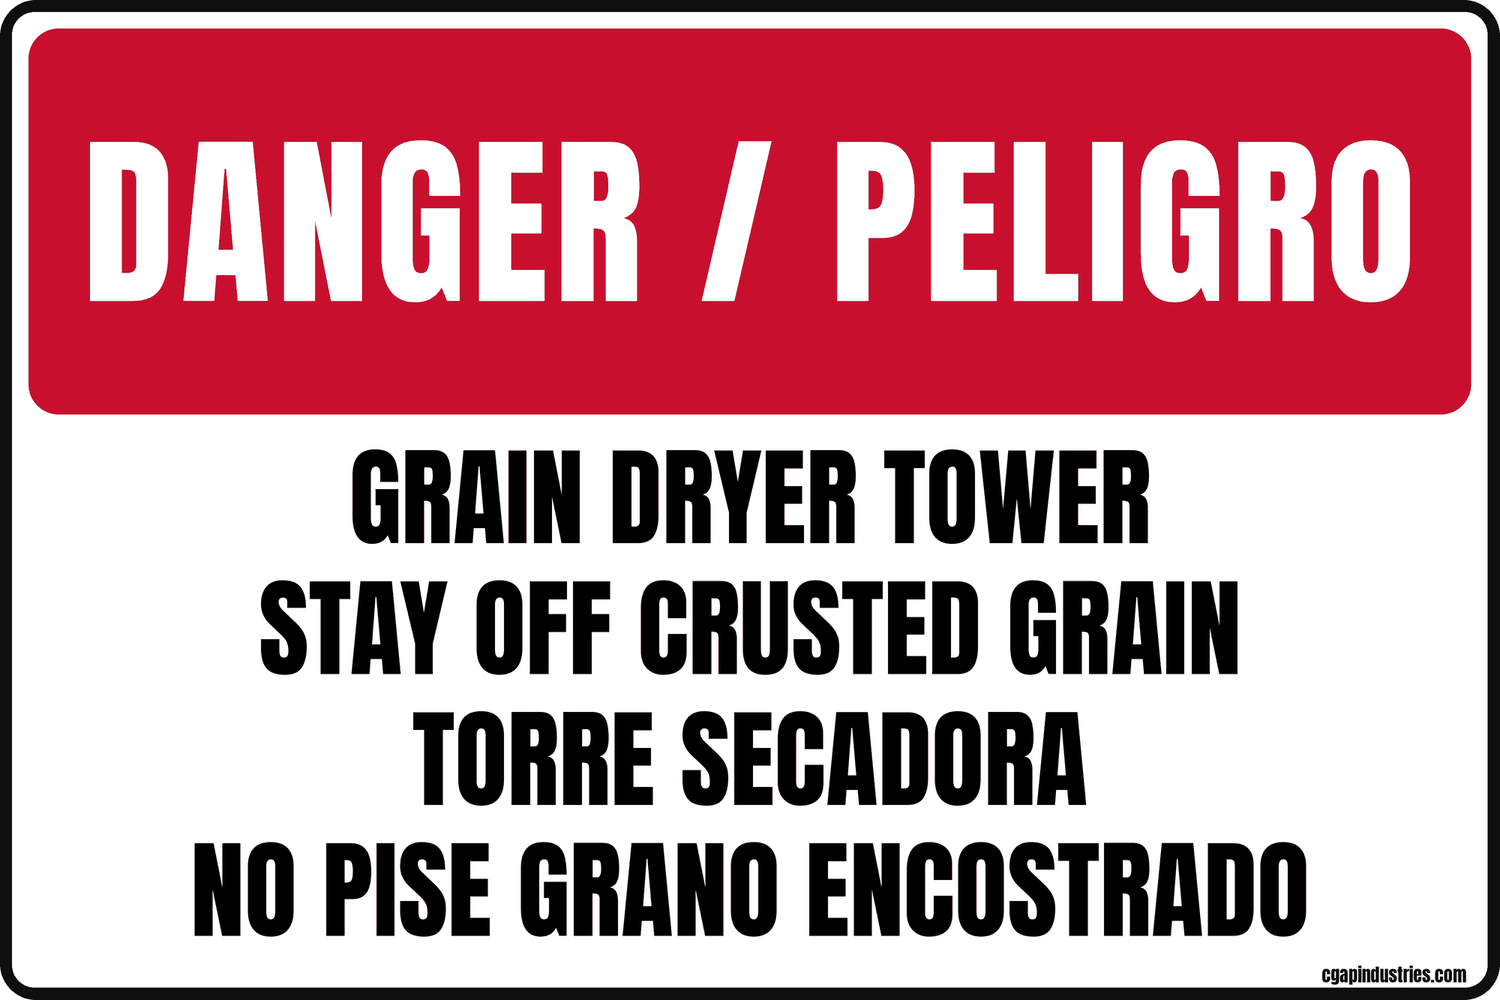 DANGER / PELIGRO
GRAIN DRYER TOWER
STAY OFF CRUSTED GRAIN
TORRE SECADORA
NO PISE GRANO ENCOSTRADO
cgapindustries.com